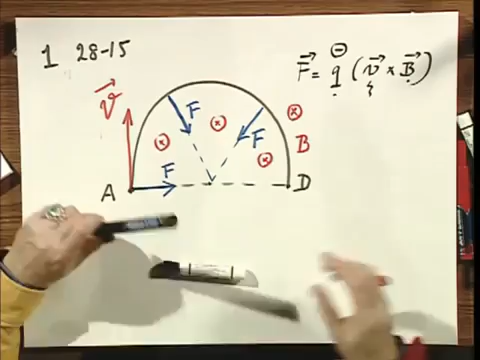 1 28-15
F = q (v × B)
⊖
v
F
F
B
F
A
D